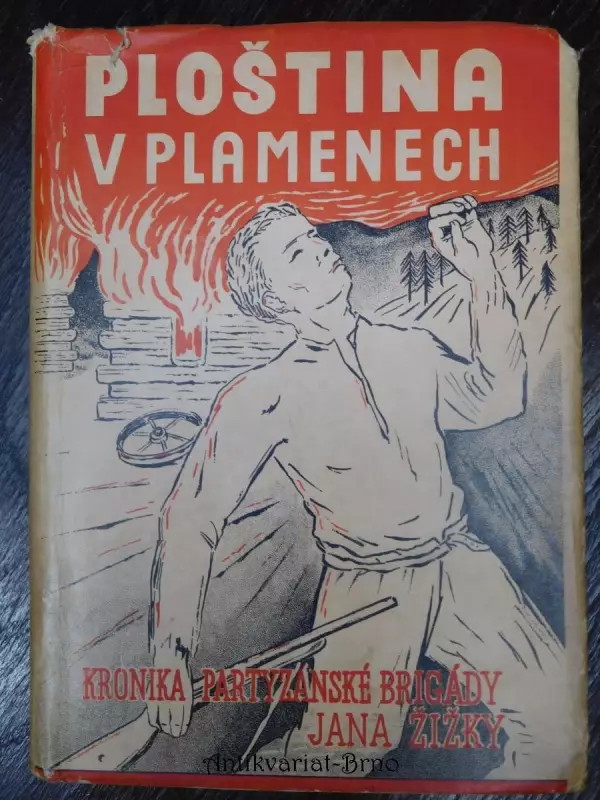 PLOŠTINA
V PLAMENECH
KRONIKA PARTYZÁNSKÉ BRIGÁDY
JANA ŽIŽKY
Antikvariat-Brno